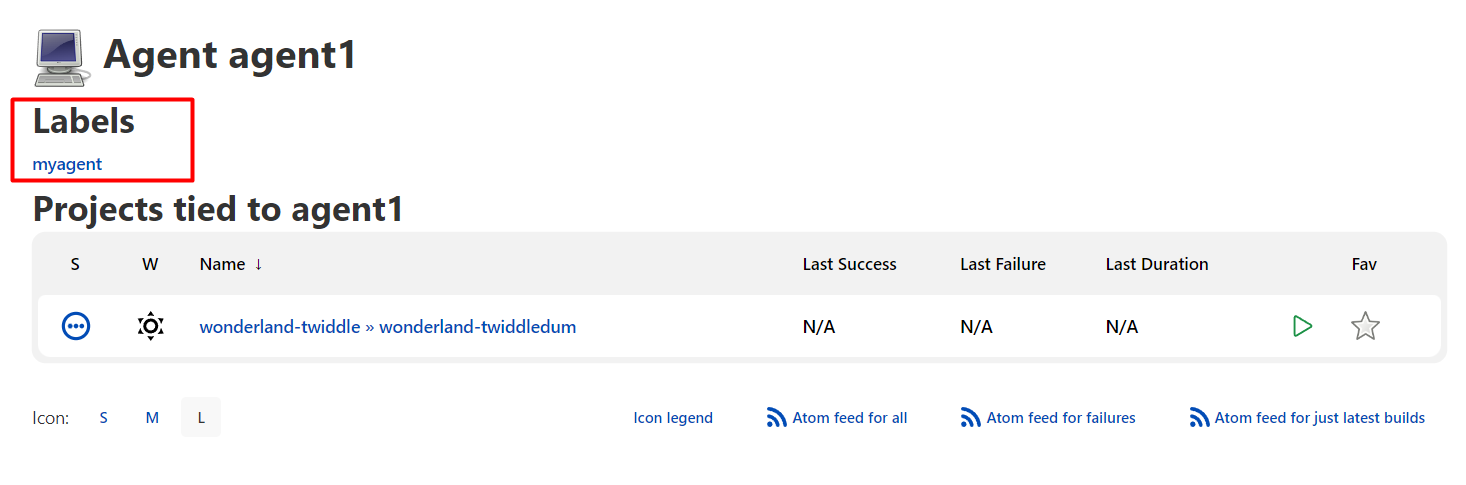 Agent agent1
Labels
myagent
Projects tied to agent1
S W Name ↓ Last Success Last Failure Last Duration Fav
wonderland-twiddle » wonderland-twiddledum N/A N/A N/A
Icon: S M L Icon legend Atom feed for all Atom feed for failures Atom feed for just latest builds